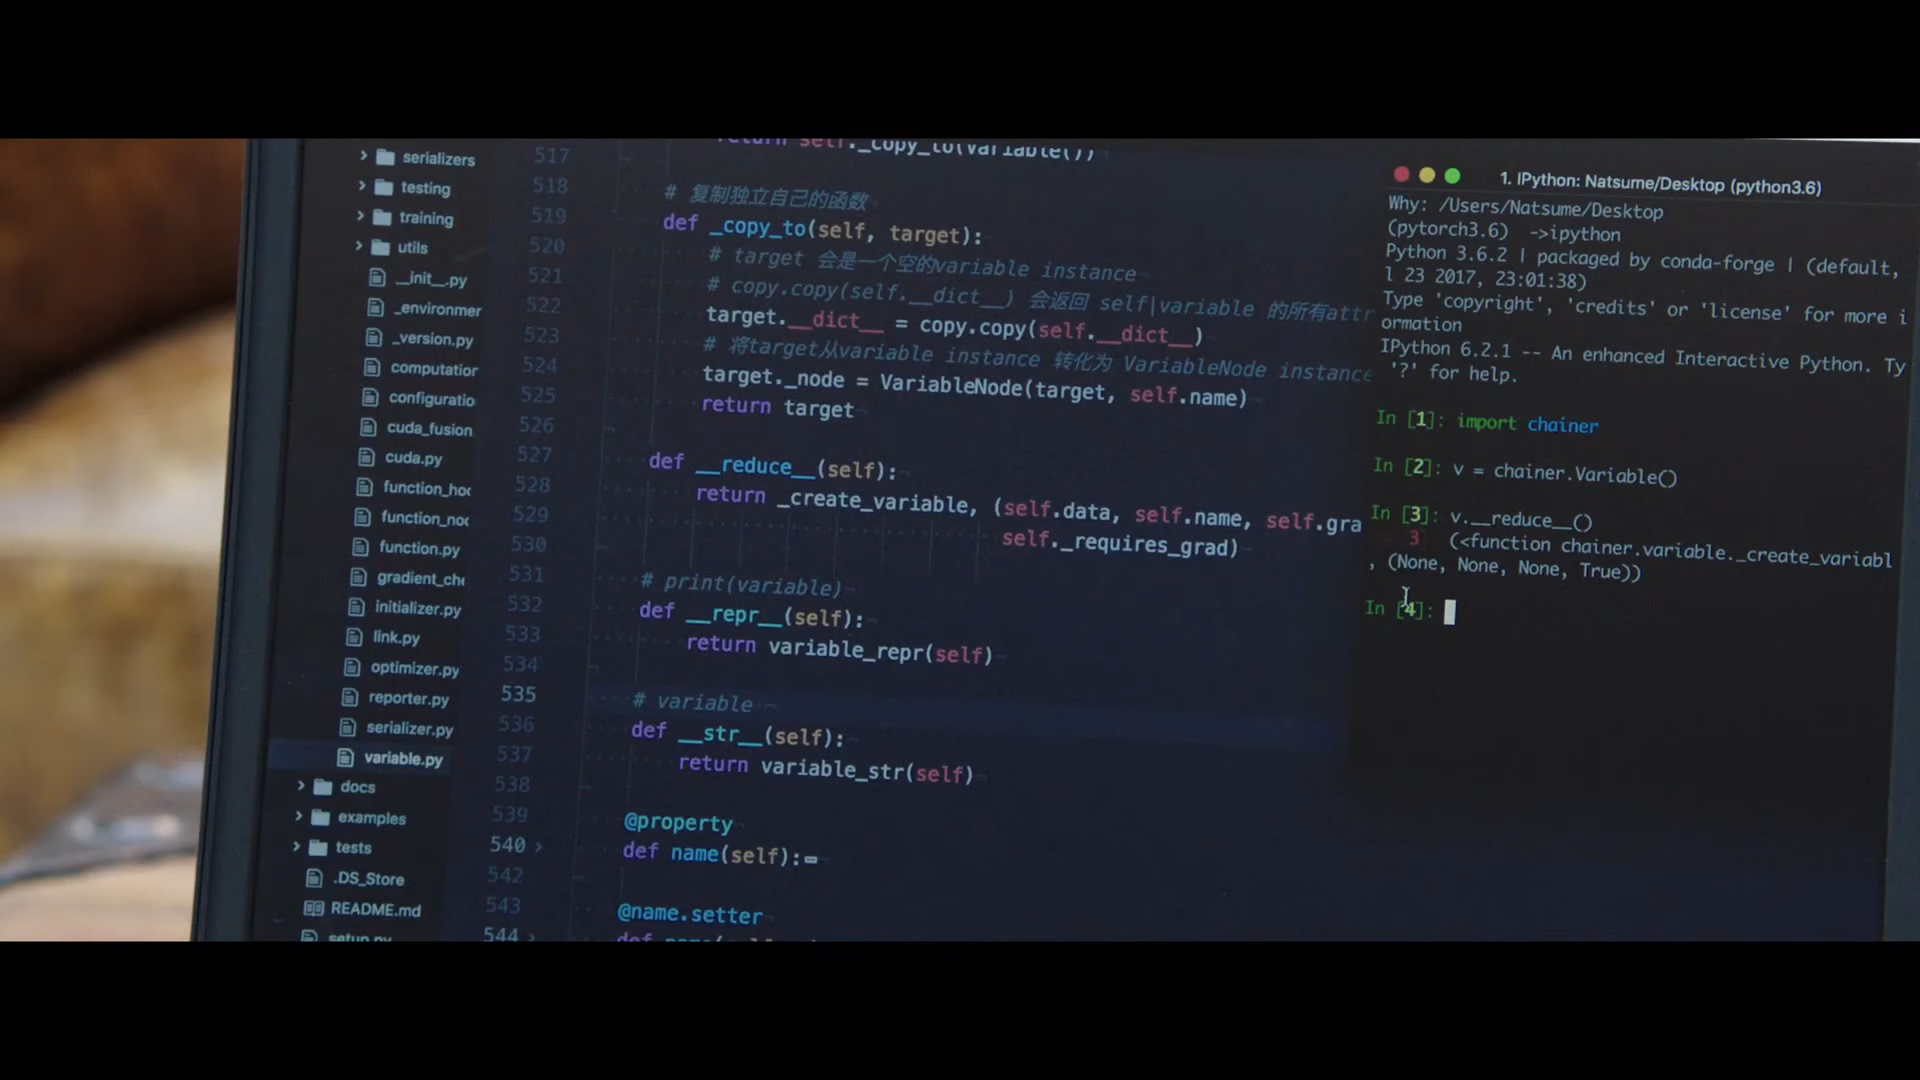 serializers
testing
training
utils
__init__.py
_environmer
_version.py
computation
configuratio
cuda_fusion
cuda.py
function_hoo
function_nod
function.py
gradient_che
initializer.py
link.py
optimizer.py
reporter.py
serializer.py
variable.py
docs
examples
tests
.DS_Store
README.md
setup.py
517 return self._copy_to(Variable())
518
519 # 复制独立自己的函数
520 def _copy_to(self, target):
521 # target 会是一个空的variable instance
522 # copy.copy(self.__dict__) 会返回 self|variable 的所有attr
523 target.__dict__ = copy.copy(self.__dict__)
524 # 将target从variable instance 转化为 VariableNode instance
525 target._node = VariableNode(target, self.name)
526 return target
527
528 def __reduce__(self):
529 return _create_variable, (self.data, self.name, self.gra
530 self._requires_grad)
531
532 # print(variable)
533 def __repr__(self):
534 return variable_repr(self)
535
536 # variable
537 def __str__(self):
538 return variable_str(self)
539
540 @property
542 def name(self):
543
544 @name.setter
1. IPython: Natsume/Desktop (python3.6)
Why: /Users/Natsume/Desktop
(pytorch3.6) ->ipython
Python 3.6.2 | packaged by conda-forge | (default,
l 23 2017, 23:01:38)
Type 'copyright', 'credits' or 'license' for more i
ormation
IPython 6.2.1 -- An enhanced Interactive Python. Ty
'?' for help.
In [1]: import chainer
In [2]: v = chainer.Variable()
In [3]: v.__reduce__()
3 (<function chainer.variable._create_variabl
, (None, None, None, True))
In [4]: